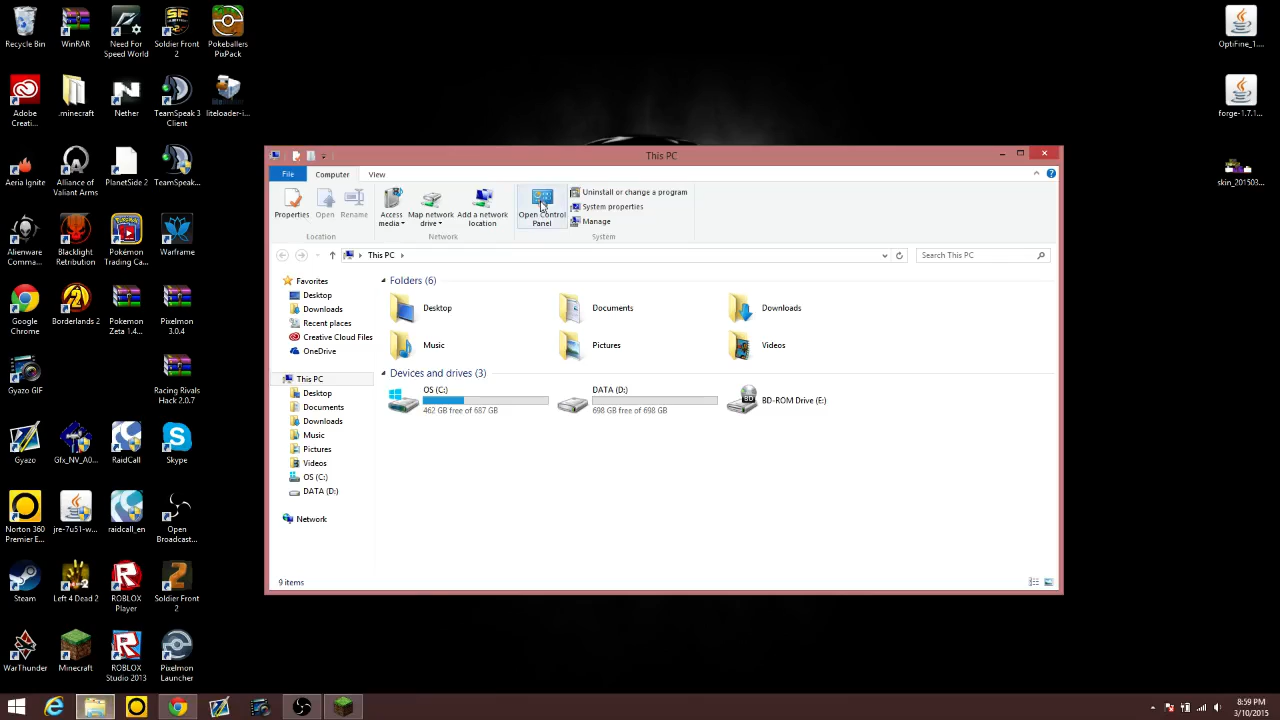 Recycle Bin
WinRAR
Need For
Speed World
Soldier Front
2
Pokeballers
PixPack
Adobe
Creati...
.minecraft
Nether
TeamSpeak 3
Client
liteloader-i...
Aeria Ignite
Alliance of
Valiant Arms
PlanetSide 2
TeamSpeak...
Alienware
Comma...
Blacklight
Retribution
Pokémon
Trading Ca...
Warframe
Google
Chrome
Borderlands 2
Pokemon
Zeta 1.4...
Pixelmon
3.0.4
Gyazo GIF
Racing Rivals
Hack 2.0.7
Gyazo
Gfx_NV_A0...
RaidCall
Skype
Norton 360
Premier E...
jre-7u51-w...
raidcall_en
Open
Broadcast...
Steam
Left 4 Dead 2
ROBLOX
Player
Soldier Front
2
WarThunder
Minecraft
ROBLOX
Studio 2013
Pixelmon
Launcher
OptiFine_1....
forge-1.7.1...
skin_201503...
This PC
File
Computer
View
Properties
Open
Rename
Location
Access
media
Map network
drive
Add a network
location
Network
Open Control
Panel
Uninstall or change a program
System properties
Manage
System
This PC
Search This PC
Favorites
Desktop
Downloads
Recent places
Creative Cloud Files
OneDrive
This PC
Desktop
Documents
Downloads
Music
Pictures
Videos
OS (C:)
DATA (D:)
Network
Folders (6)
Desktop
Documents
Downloads
Music
Pictures
Videos
Devices and drives (3)
OS (C:)
462 GB free of 687 GB
DATA (D:)
698 GB free of 698 GB
BD
BD-ROM Drive (E:)
9 items
8:59 PM
3/10/2015